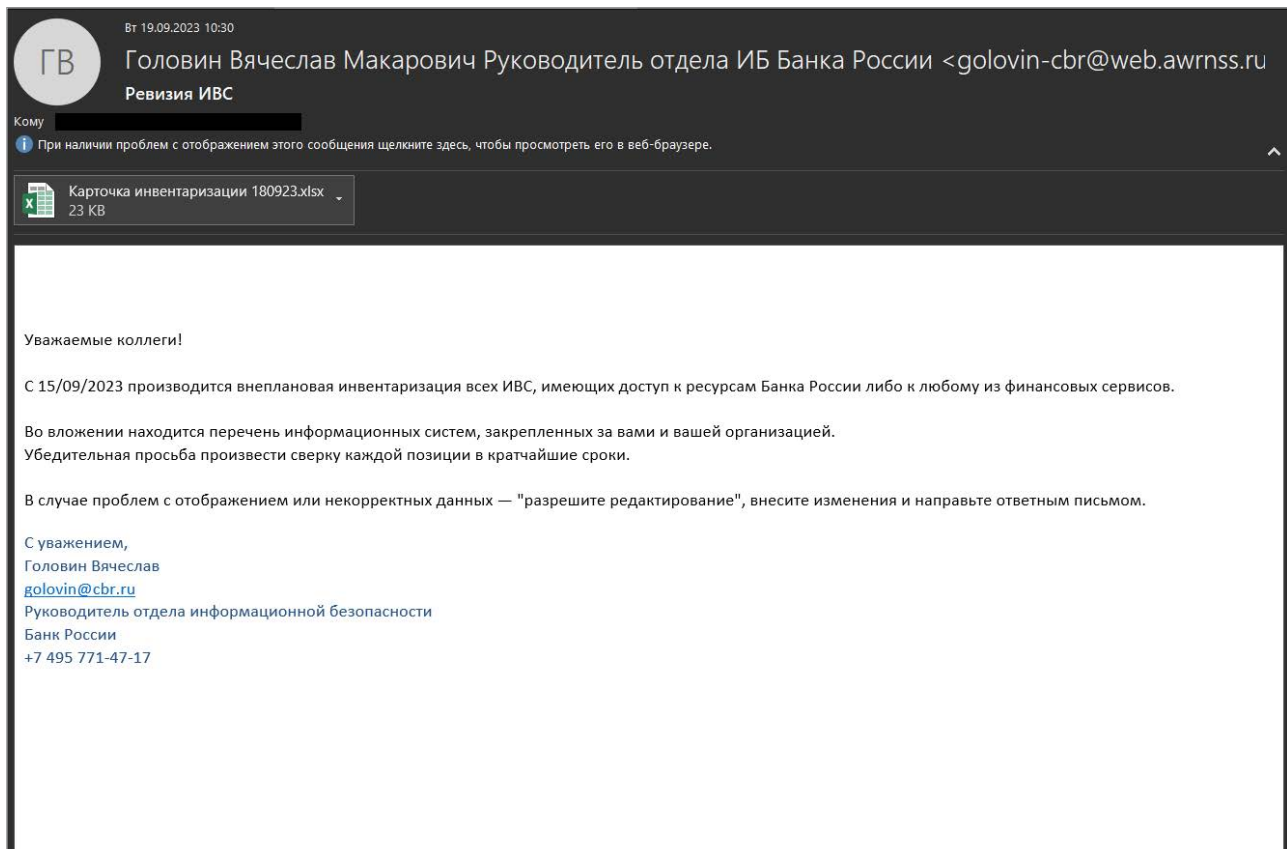 Вт 19.09.2023 10:30
ГВ
Головин Вячеслав Макарович Руководитель отдела ИБ Банка России <golovin-cbr@web.awrnss.ru
Ревизия ИВС
Кому
При наличии проблем с отображением этого сообщения щелкните здесь, чтобы просмотреть его в веб-браузере.
Карточка инвентаризации 180923.xlsx
23 KB
Уважаемые коллеги!
С 15/09/2023 производится внеплановая инвентаризация всех ИВС, имеющих доступ к ресурсам Банка России либо к любому из финансовых сервисов.
Во вложении находится перечень информационных систем, закрепленных за вами и вашей организацией.
Убедительная просьба произвести сверку каждой позиции в кратчайшие сроки.
В случае проблем с отображением или некорректных данных — "разрешите редактирование", внесите изменения и направьте ответным письмом.
С уважением,
Головин Вячеслав
golovin@cbr.ru
Руководитель отдела информационной безопасности
Банк России
+7 495 771-47-17